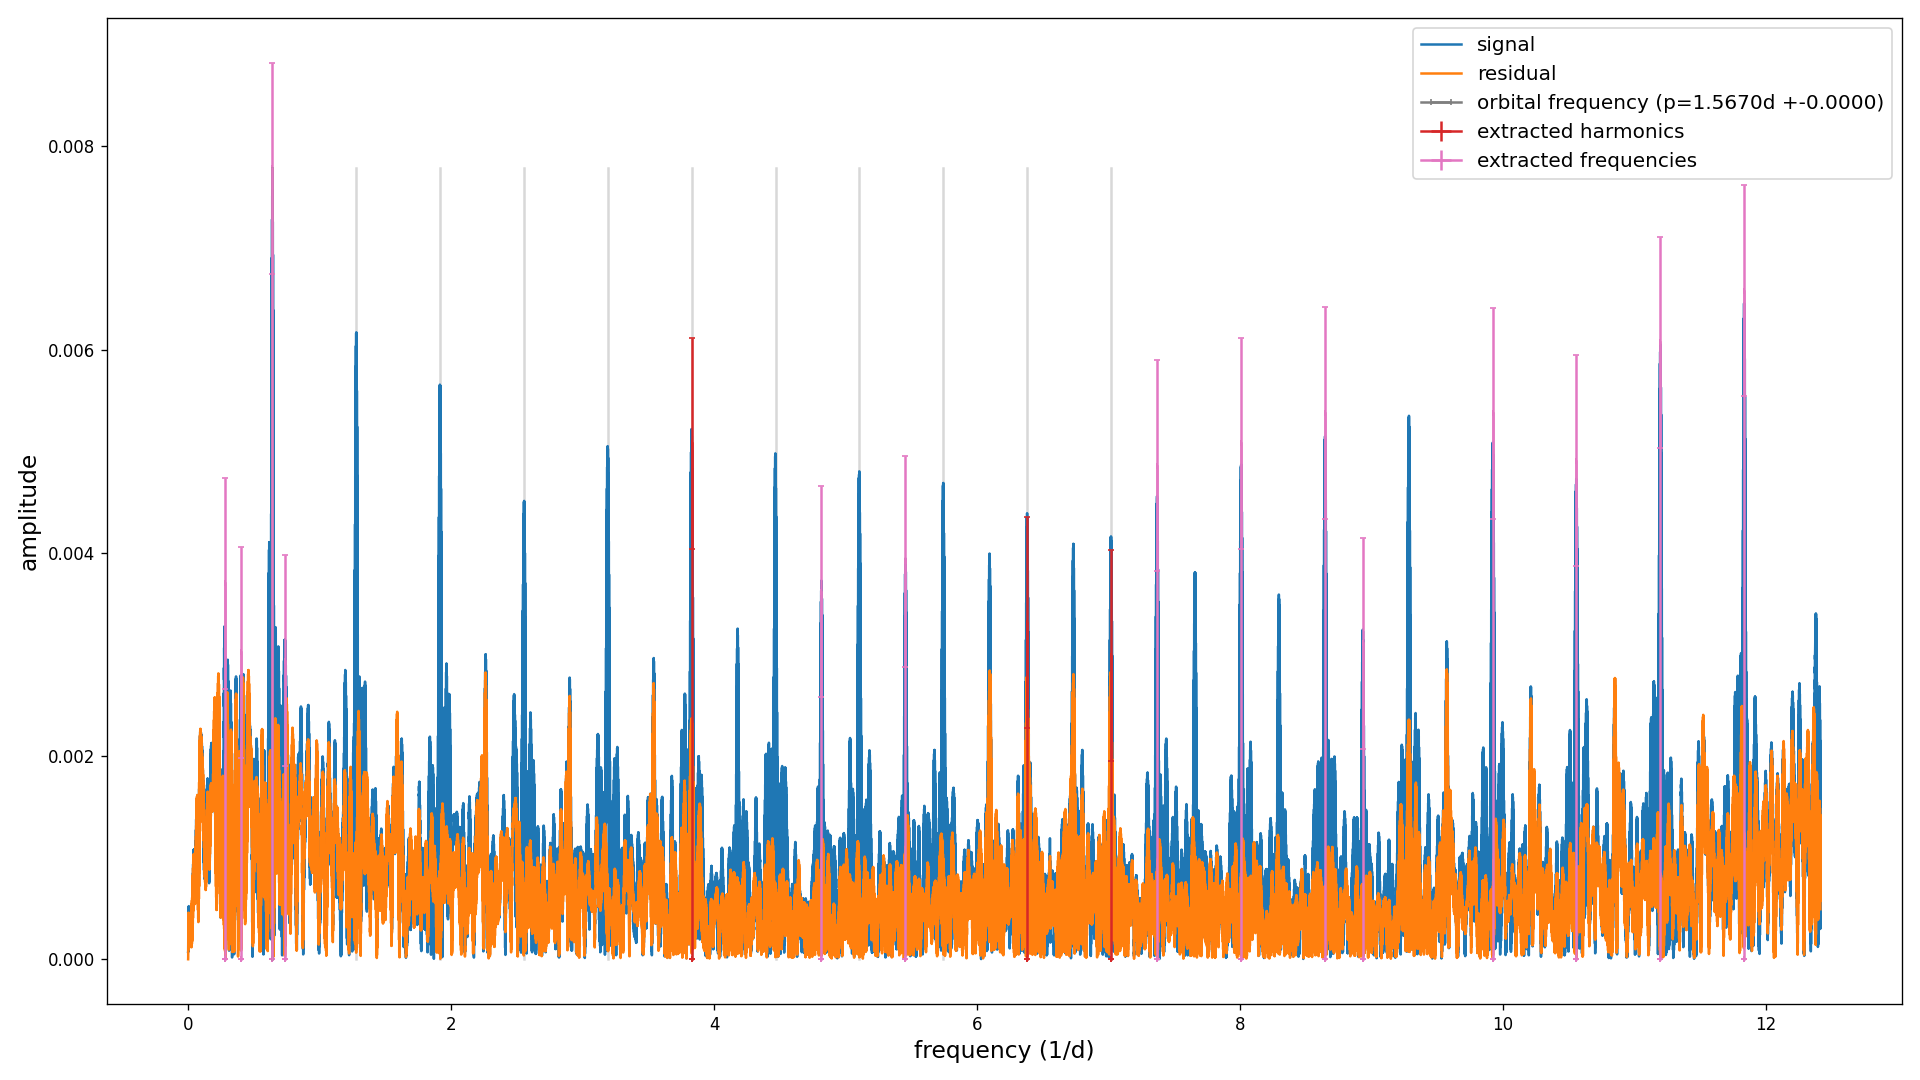 signal
residual
orbital frequency (p=1.5670d +-0.0000)
extracted harmonics
extracted frequencies
0.008
0.006
0.004
0.002
0.000
amplitude
0 2 4 6 8 10 12
frequency (1/d)